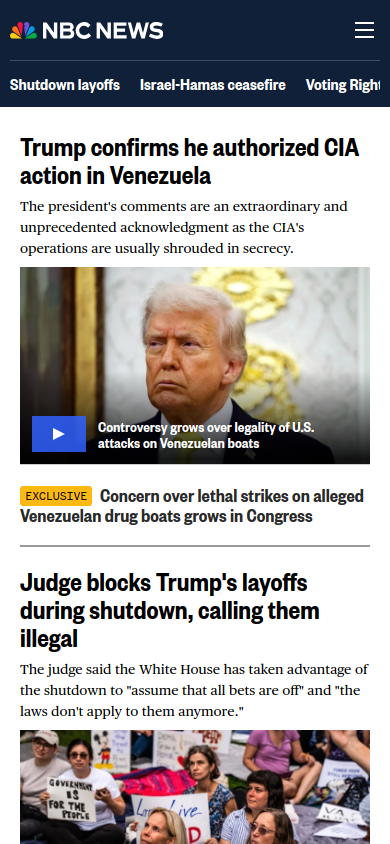 NBC NEWS
Shutdown layoffs Israel-Hamas ceasefire Voting Right
Trump confirms he authorized CIA
action in Venezuela
The president's comments are an extraordinary and
unprecedented acknowledgment as the CIA's
operations are usually shrouded in secrecy.
Controversy grows over legality of U.S.
attacks on Venezuelan boats
EXCLUSIVE Concern over lethal strikes on alleged
Venezuelan drug boats grows in Congress
Judge blocks Trump's layoffs
during shutdown, calling them
illegal
The judge said the White House has taken advantage of
the shutdown to "assume that all bets are off" and "the
laws don't apply to them anymore."
GOVERNMENT
IS
FOR THE
PEOPLE